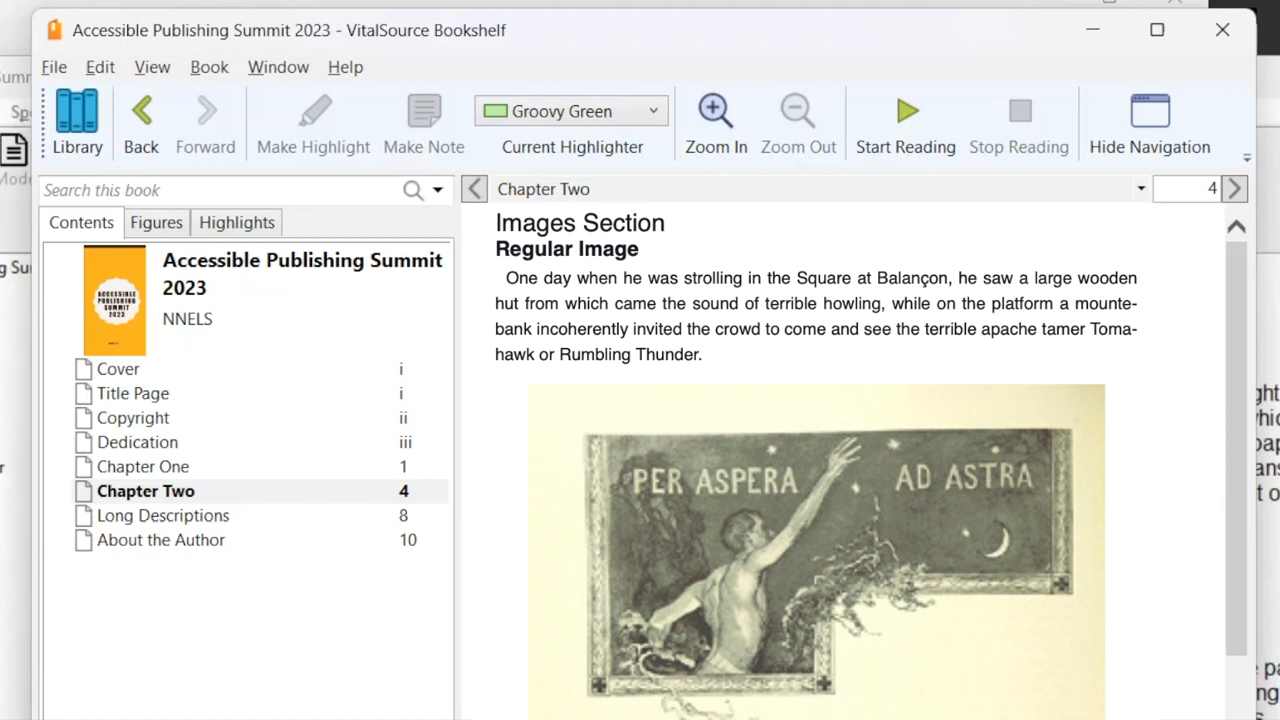 Accessible Publishing Summit 2023 - VitalSource Bookshelf
File Edit View Book Window Help
Library Back Forward Make Highlight Make Note Groovy Green Current Highlighter Zoom In Zoom Out Start Reading Stop Reading Hide Navigation
Search this book
Contents Figures Highlights
ACCESSIBLE
PUBLISHING
SUMMIT
2023
Accessible Publishing Summit
2023
NNELS
Cover i
Title Page i
Copyright ii
Dedication iii
Chapter One 1
Chapter Two 4
Long Descriptions 8
About the Author 10
Chapter Two 4
Images Section
Regular Image
One day when he was strolling in the Square at Balançon, he saw a large wooden
hut from which came the sound of terrible howling, while on the platform a mounte-
bank incoherently invited the crowd to come and see the terrible apache tamer Toma-
hawk or Rumbling Thunder.
PER ASPERA AD ASTRA